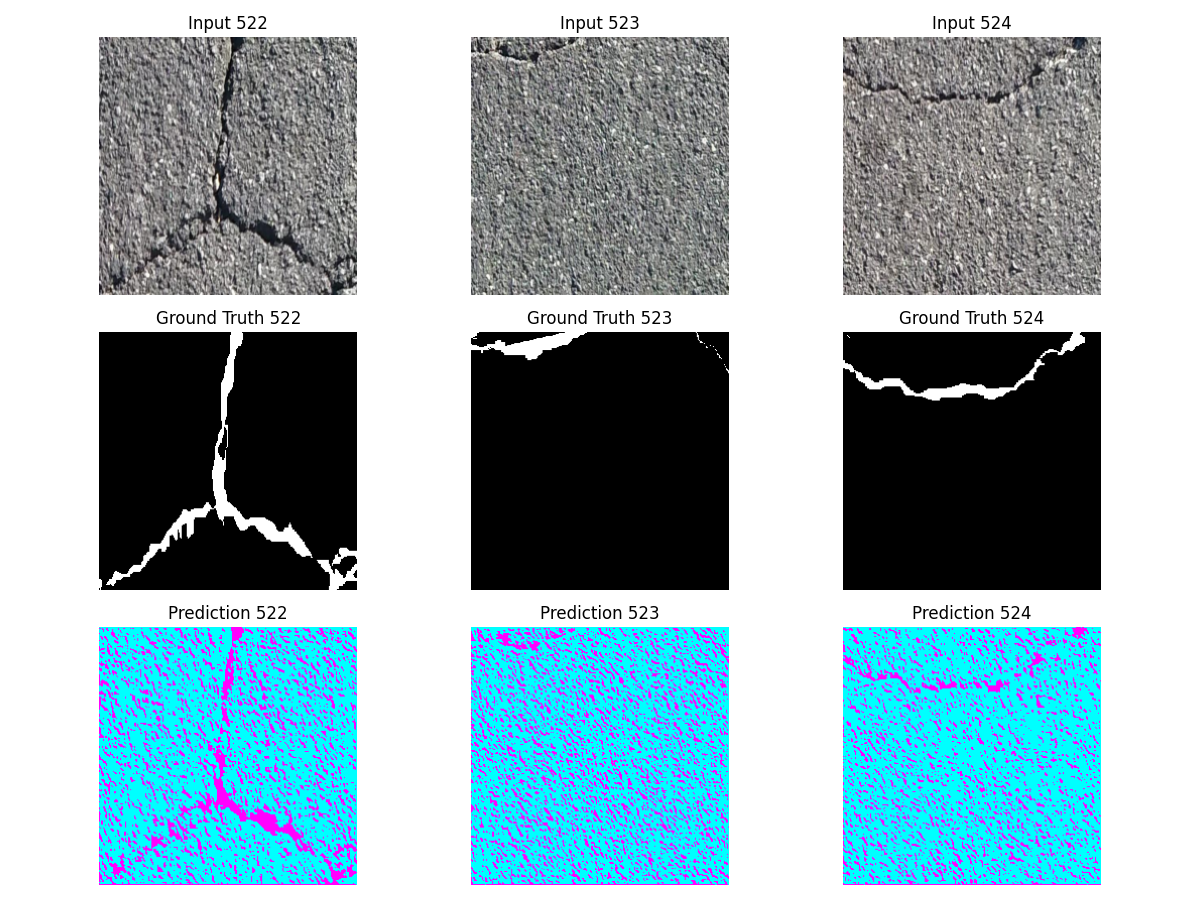 Input 522
Input 523
Input 524
Ground Truth 522
Ground Truth 523
Ground Truth 524
Prediction 522
Prediction 523
Prediction 524